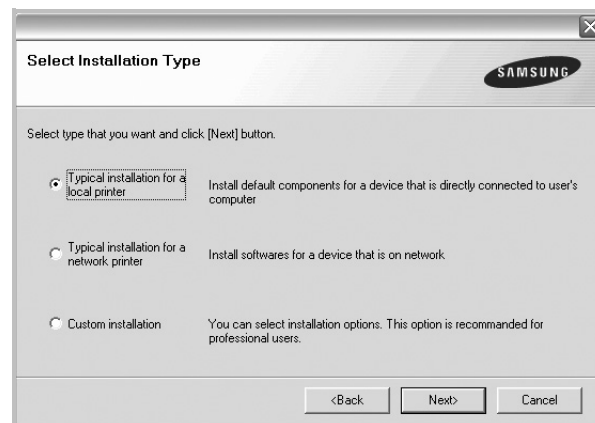 Select Installation Type
SAMSUNG
Select type that you want and click [Next] button.
Typical installation for a
local printer
Install default components for a device that is directly connected to user's
computer
Typical installation for a
network printer
Install softwares for a device that is on network
Custom installation
You can select installation options. This option is recommanded for
professional users.
<Back
Next>
Cancel